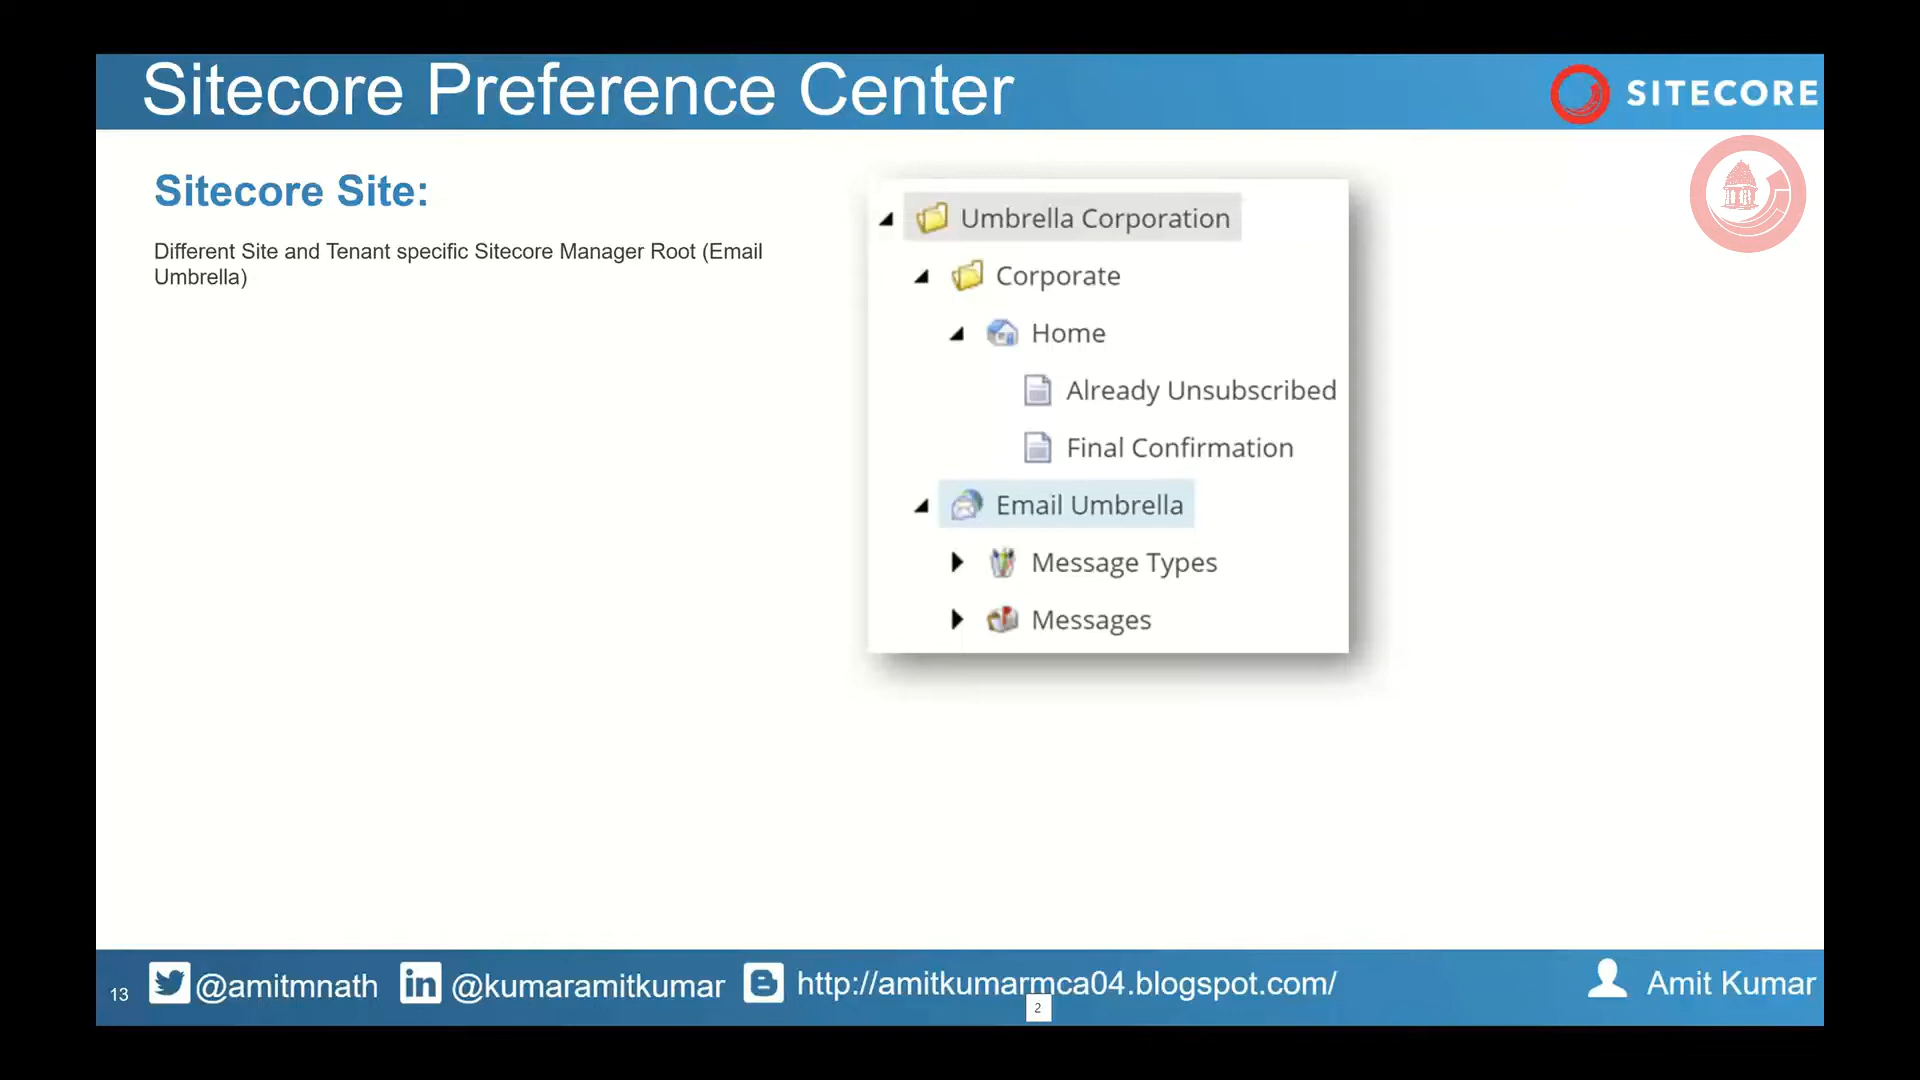 Sitecore Preference Center
SITECORE
Sitecore Site:
Different Site and Tenant specific Sitecore Manager Root (Email
Umbrella)
Umbrella Corporation
Corporate
Home
Already Unsubscribed
Final Confirmation
Email Umbrella
Message Types
Messages
13
@amitmnath
in
@kumaramitkumar
http://amitkumarmca04.blogspot.com/
Amit Kumar
2